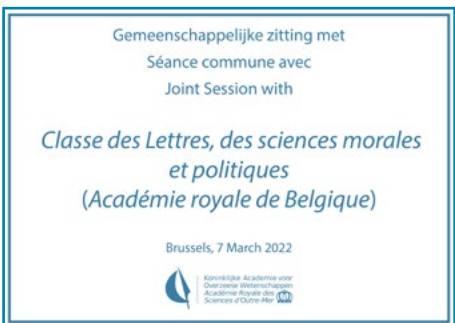 Gemeenschappelijke zitting met
Séance commune avec
Joint Session with
Classe des Lettres, des sciences morales
et politiques
(Académie royale de Belgique)
Brussels, 7 March 2022
Koninklijke Academie voor
Overzeese Wetenschappen
Académie Royale des
Sciences d'Outre-Mer